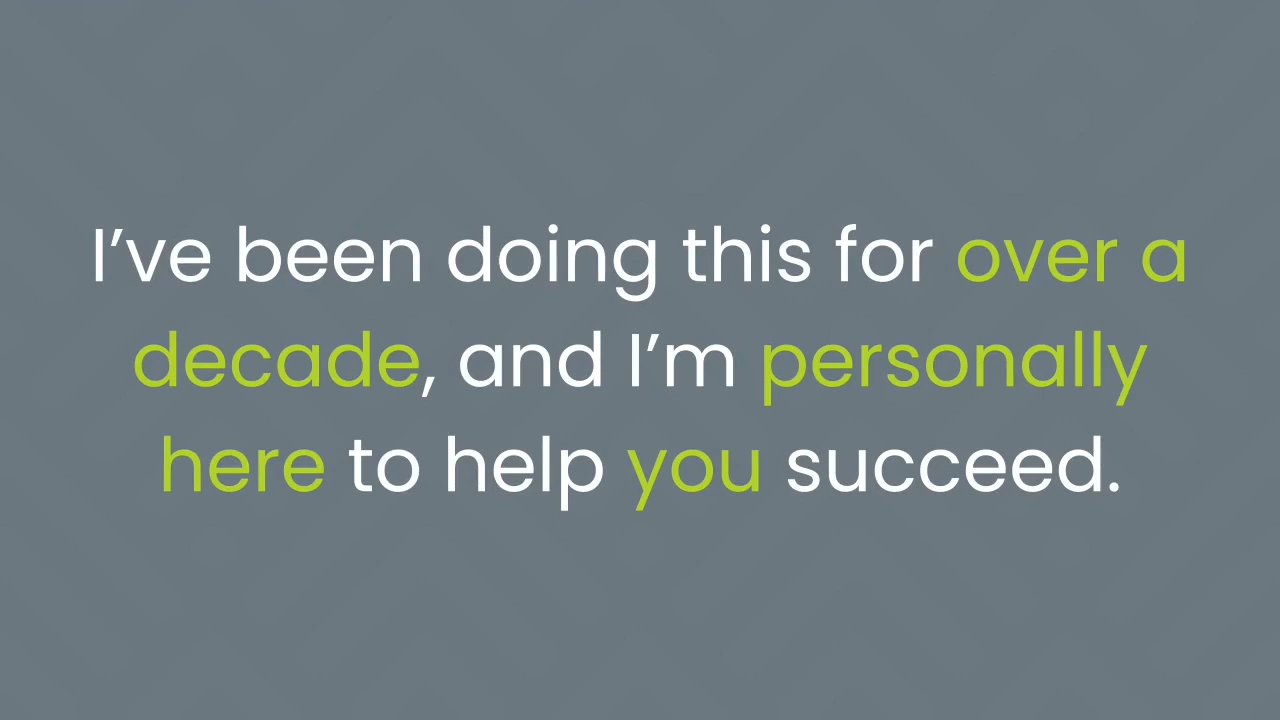 I’ve been doing this for over a
decade, and I’m personally
here to help you succeed.